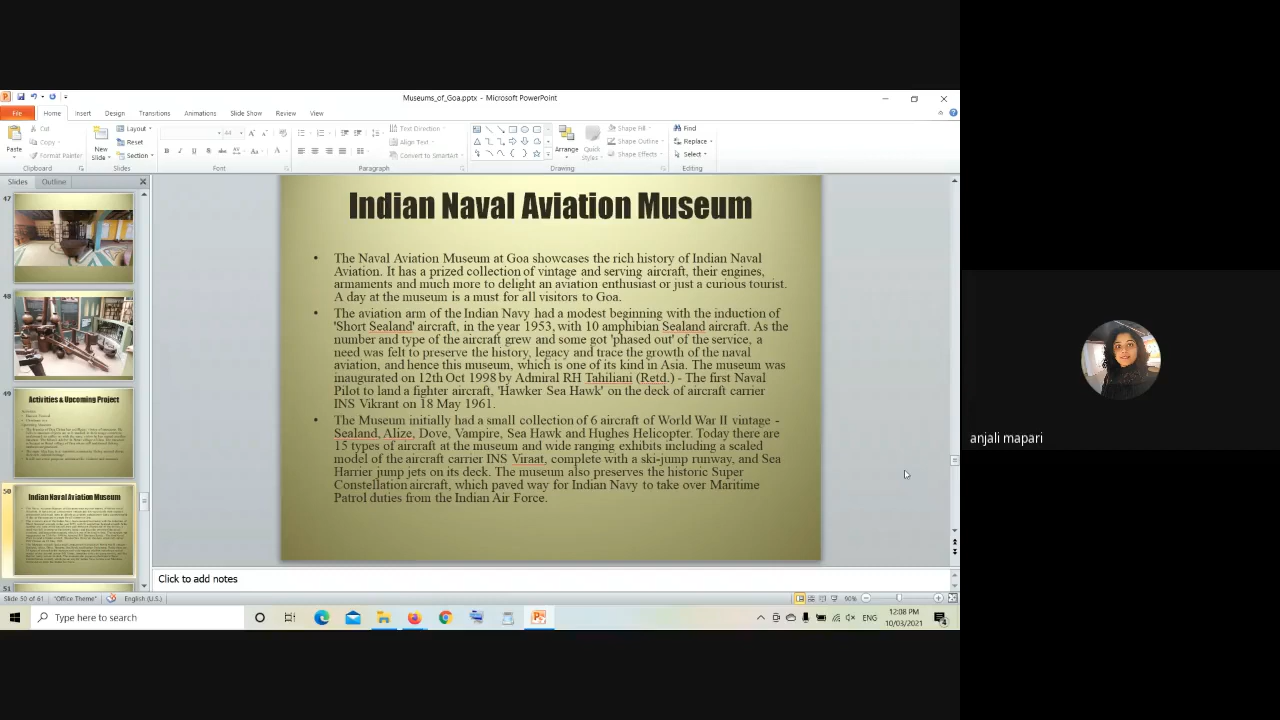 Museums_of_Goa.pptx - Microsoft PowerPoint
File Home Insert Design Transitions Animations Slide Show Review View
Cut
Copy
Format Painter
Paste
Clipboard
New
Slide
Layout
Reset
Section
Slides
Font
Text Direction
Align Text
Convert to SmartArt
Paragraph
Arrange
Quick
Styles
Shape Fill
Shape Outline
Shape Effects
Drawing
Find
Replace
Select
Editing
Slides Outline
47
48
49
Activities & Upcoming Project
50
Indian Naval Aviation Museum
51
Indian Naval Aviation Museum
• The Naval Aviation Museum at Goa showcases the rich history of Indian Naval
Aviation. It has a prized collection of vintage and serving aircraft, their engines,
armaments and much more to delight an aviation enthusiast or just a curious tourist.
A day at the museum is a must for all visitors to Goa.
• The aviation arm of the Indian Navy had a modest beginning with the induction of
'Short Sealand' aircraft, in the year 1953, with 10 amphibian Sealand aircraft. As the
number and type of the aircraft grew and some got 'phased out' of the service, a
need was felt to preserve the history, legacy and trace the growth of the naval
aviation, and hence this museum, which is one of its kind in Asia. The museum was
inaugurated on 12th Oct 1998 by Admiral RH Tahiliani (Retd.) - The first Naval
Pilot to land a fighter aircraft, 'Hawker Sea Hawk' on the deck of aircraft carrier
INS Vikrant on 18 May 1961.
• The Museum initially had a small collection of 6 aircraft of World War II vintage -
Sealand, Alize, Dove, Vampire, Sea Hawk and Hughes Helicopter. Today there are
15 types of aircraft at the museum and wide ranging exhibits including a scaled
model of the aircraft carrier INS Viraat, complete with a ski-jump runway, and Sea
Harrier jump jets on its deck. The museum also preserves the historic Super
Constellation aircraft, which paved way for Indian Navy to take over Maritime
Patrol duties from the Indian Air Force.
Click to add notes
Slide 50 of 61 "Office Theme" English (U.S.) 90%
Type here to search
ENG
12:08 PM
10/03/2021
anjali mapari